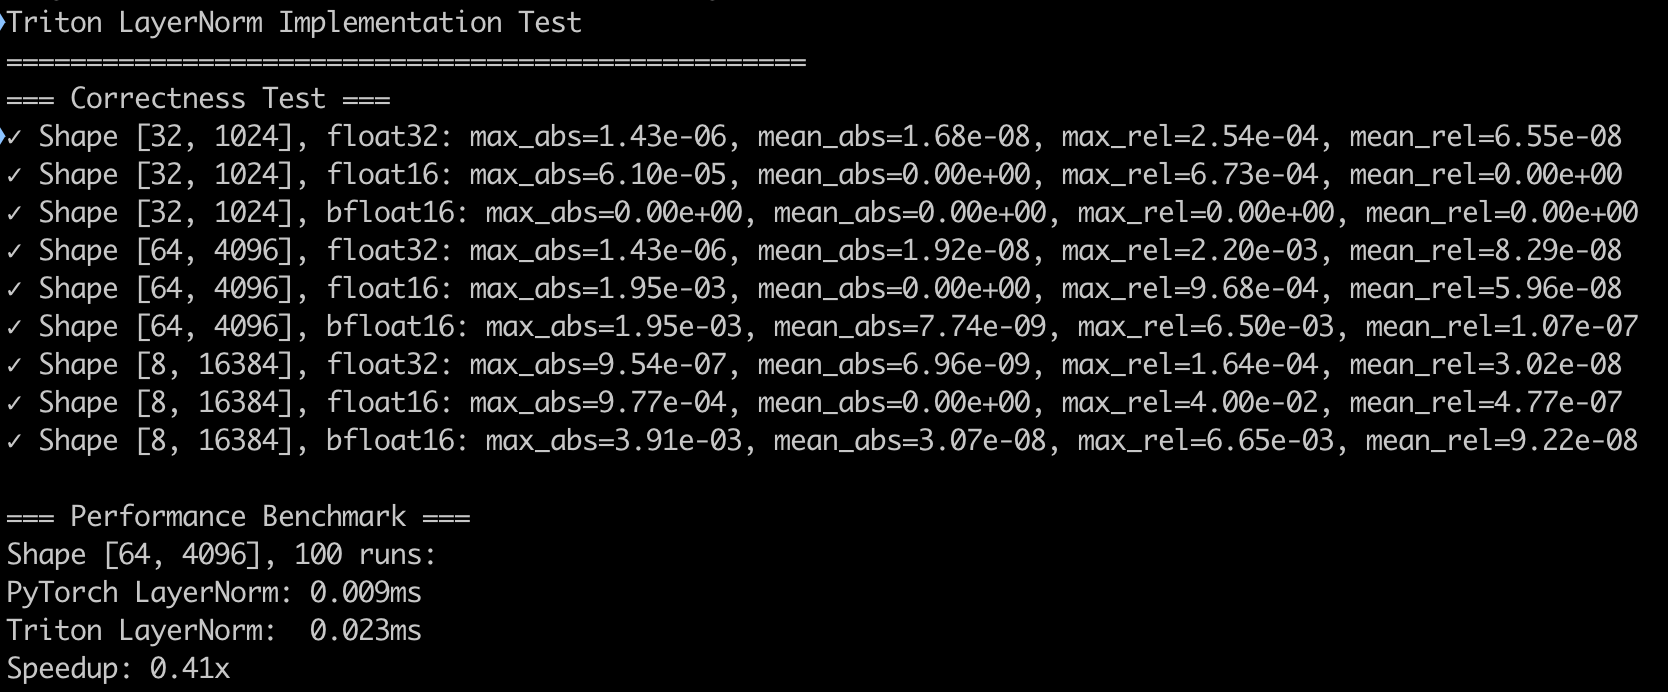 Triton LayerNorm Implementation Test
==================================================
=== Correctness Test ===
✓ Shape [32, 1024], float32: max_abs=1.43e-06, mean_abs=1.68e-08, max_rel=2.54e-04, mean_rel=6.55e-08
✓ Shape [32, 1024], float16: max_abs=6.10e-05, mean_abs=0.00e+00, max_rel=6.73e-04, mean_rel=0.00e+00
✓ Shape [32, 1024], bfloat16: max_abs=0.00e+00, mean_abs=0.00e+00, max_rel=0.00e+00, mean_rel=0.00e+00
✓ Shape [64, 4096], float32: max_abs=1.43e-06, mean_abs=1.92e-08, max_rel=2.20e-03, mean_rel=8.29e-08
✓ Shape [64, 4096], float16: max_abs=1.95e-03, mean_abs=0.00e+00, max_rel=9.68e-04, mean_rel=5.96e-08
✓ Shape [64, 4096], bfloat16: max_abs=1.95e-03, mean_abs=7.74e-09, max_rel=6.50e-03, mean_rel=1.07e-07
✓ Shape [8, 16384], float32: max_abs=9.54e-07, mean_abs=6.96e-09, max_rel=1.64e-04, mean_rel=3.02e-08
✓ Shape [8, 16384], float16: max_abs=9.77e-04, mean_abs=0.00e+00, max_rel=4.00e-02, mean_rel=4.77e-07
✓ Shape [8, 16384], bfloat16: max_abs=3.91e-03, mean_abs=3.07e-08, max_rel=6.65e-03, mean_rel=9.22e-08
=== Performance Benchmark ===
Shape [64, 4096], 100 runs:
PyTorch LayerNorm: 0.009ms
Triton LayerNorm:  0.023ms
Speedup: 0.41x